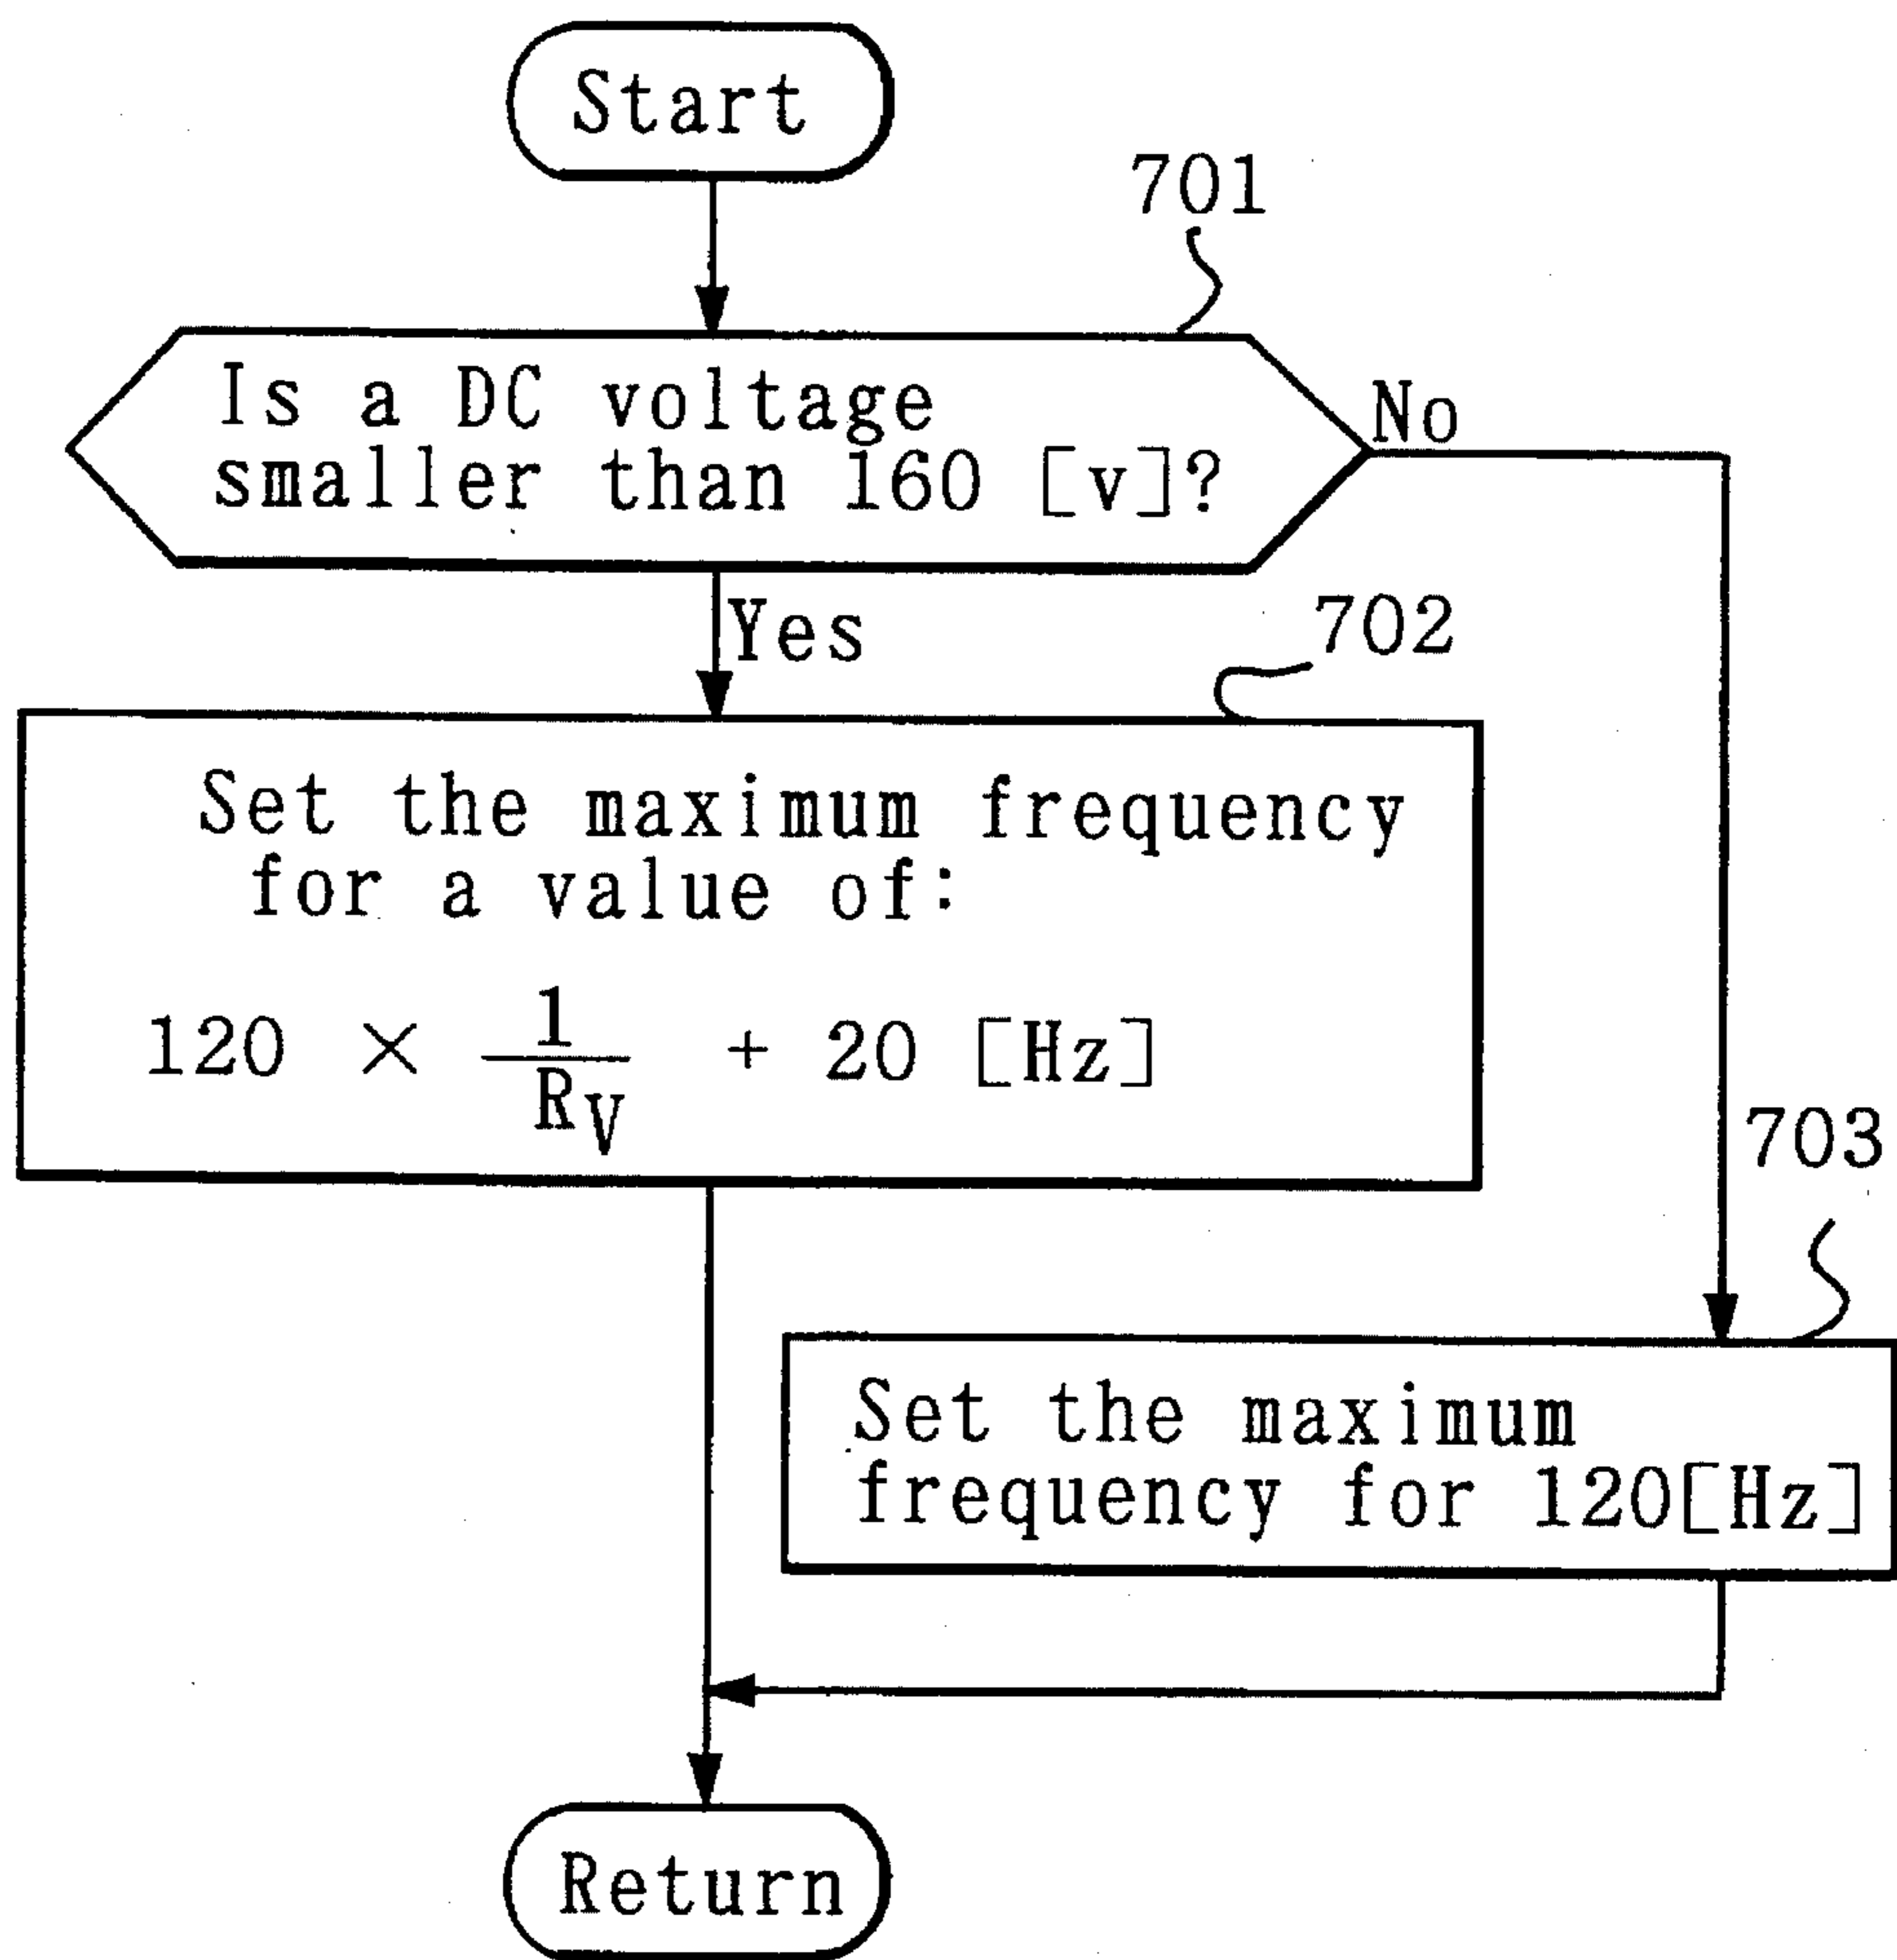 Start
701
Is a DC voltage
smaller than 160 [v]?
No
Yes
702
Set the maximum frequency
for a value of:
120 × 1/RV + 20 [Hz]
703
Set the maximum
frequency for 120[Hz]
Return